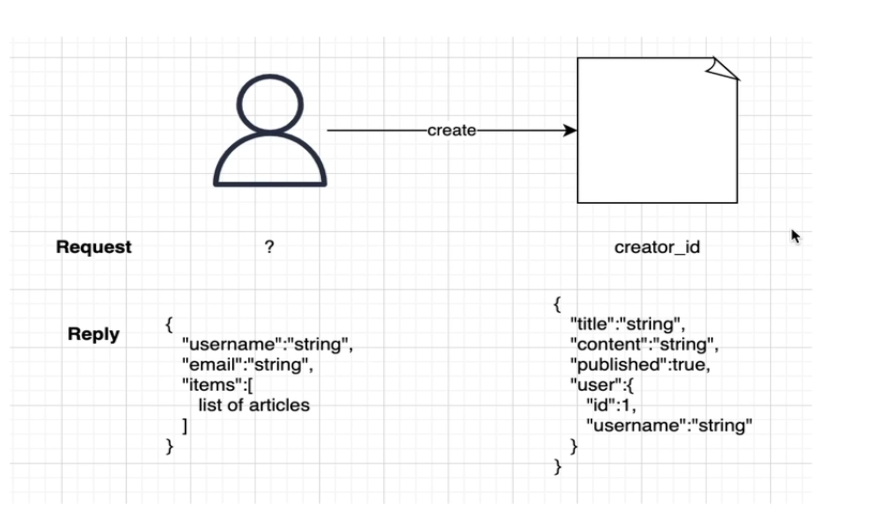 create
Request
?
creator_id
Reply
{
"username":"string",
"email":"string",
"items":[
list of articles
]
}
{
"title":"string",
"content":"string",
"published":true,
"user":{
"id":1,
"username":"string"
}
}